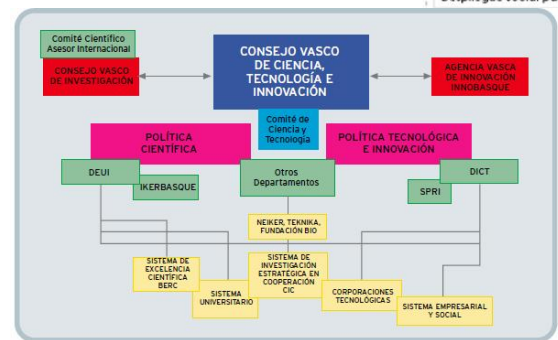 Comité Científico
Asesor Internacional
CONSEJO VASCO
DE INVESTIGACIÓN
CONSEJO VASCO
DE CIENCIA,
TECNOLOGÍA E
INNOVACIÓN
AGENCIA VASCA
DE INNOVACIÓN
INNOBASQUE
Comité de
Ciencia y
Tecnología
POLÍTICA
CIENTÍFICA
POLÍTICA TECNOLÓGICA
E INNOVACIÓN
DEUI
IKERBASQUE
Otros
Departamentos
DICT
SPRI
NEIKER, TEKNIKA,
FUNDACIÓN BIO
SISTEMA DE
EXCELENCIA
CIENTÍFICA
BERC
SISTEMA
UNIVERSITARIO
SISTEMA DE
INVESTIGACIÓN
ESTRATÉGICA EN
COOPERACIÓN
CIC
CORPORACIONES
TECNOLÓGICAS
SISTEMA EMPRESARIAL
Y SOCIAL